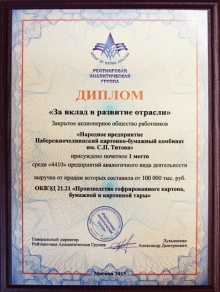 РЕЙТИНГОВАЯ
АНАЛИТИЧЕСКАЯ
ГРУППА
ДИПЛОМ
«За вклад в развитие отрасли»
Закрытое акционерное общество работников
«Народное предприятие
Набережночелнинский картонно-бумажный комбинат
им. С.П. Титова»
присуждено почетное 1 место
среди «4410» предприятий аналогичного вида деятельности
выручка от продаж которых составила от 100 000 тыс. руб.
ОКВЭД 21.21 «Производство гофрированного картона,
бумажной и картонной тары»
Генеральный директор
Рейтинговая Аналитическая Группа
Лукьяненко
Александр Дмитриевич
Москва